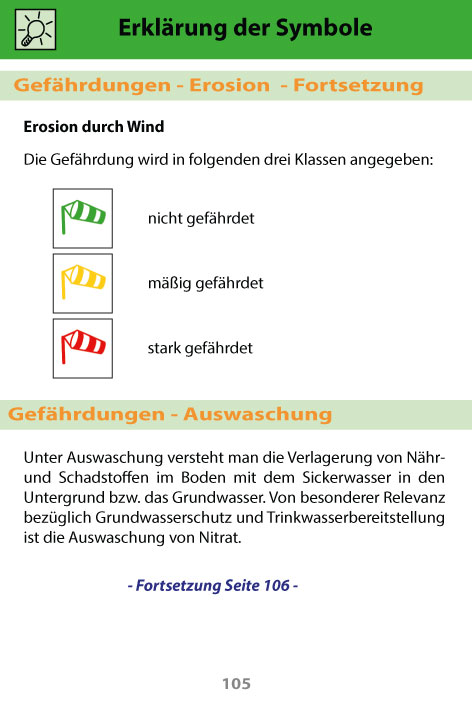 Erklärung der Symbole
Gefährdungen - Erosion - Fortsetzung
Erosion durch Wind
Die Gefährdung wird in folgenden drei Klassen angegeben:
nicht gefährdet
mäßig gefährdet
stark gefährdet
Gefährdungen - Auswaschung
Unter Auswaschung versteht man die Verlagerung von Nähr-
und Schadstoffen im Boden mit dem Sickerwasser in den
Untergrund bzw. das Grundwasser. Von besonderer Relevanz
bezüglich Grundwasserschutz und Trinkwasserbereitstellung
ist die Auswaschung von Nitrat.
- Fortsetzung Seite 106 -
105